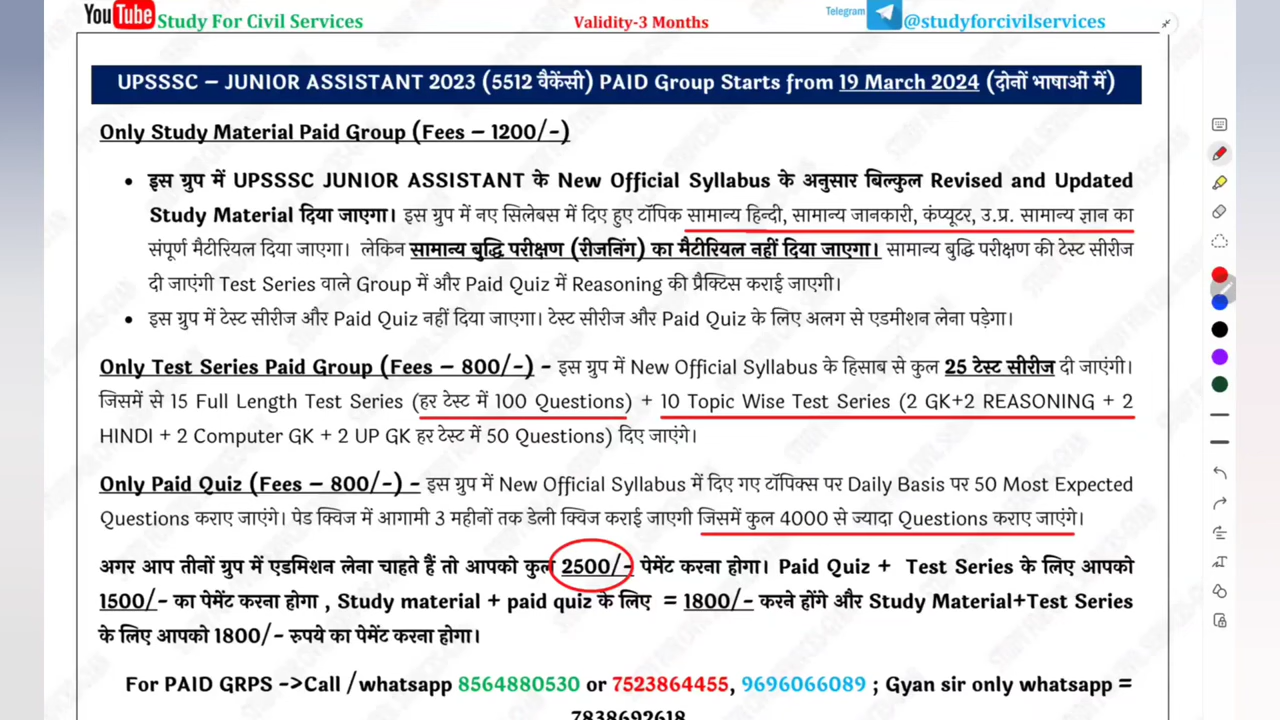 YouTube Study For Civil Services Validity-3 Months Telegram @studyforcivilservices
UPSSSC – JUNIOR ASSISTANT 2023 (5512 वैकेंसी) PAID Group Starts from 19 March 2024 (दोनों भाषाओं में)
Only Study Material Paid Group (Fees – 1200/-)
• इस ग्रुप में UPSSSC JUNIOR ASSISTANT के New Official Syllabus के अनुसार बिल्कुल Revised and Updated
Study Material दिया जाएगा। इस ग्रुप में नए सिलेबस में दिए हुए टॉपिक सामान्य हिन्दी, सामान्य जानकारी, कंप्यूटर, उ.प्र. सामान्य ज्ञान का
संपूर्ण मैटीरियल दिया जाएगा। लेकिन सामान्य बुद्धि परीक्षण (रीजनिंग) का मैटीरियल नहीं दिया जाएगा। सामान्य बुद्धि परीक्षण की टेस्ट सीरीज
दी जाएंगी Test Series वाले Group में और Paid Quiz में Reasoning की प्रैक्टिस कराई जाएगी।
• इस ग्रुप में टेस्ट सीरीज और Paid Quiz नहीं दिया जाएगा। टेस्ट सीरीज और Paid Quiz के लिए अलग से एडमीशन लेना पड़ेगा।
Only Test Series Paid Group (Fees – 800/-) - इस ग्रुप में New Official Syllabus के हिसाब से कुल 25 टेस्ट सीरीज दी जाएंगी।
जिसमें से 15 Full Length Test Series (हर टेस्ट में 100 Questions) + 10 Topic Wise Test Series (2 GK+2 REASONING + 2
HINDI + 2 Computer GK + 2 UP GK हर टेस्ट में 50 Questions) दिए जाएंगे।
Only Paid Quiz (Fees – 800/-) - इस ग्रुप में New Official Syllabus में दिए गए टॉपिक्स पर Daily Basis पर 50 Most Expected
Questions कराए जाएंगे। पेड क्विज में आगामी 3 महीनों तक डेली क्विज कराई जाएगी जिसमें कुल 4000 से ज्यादा Questions कराए जाएंगे।
अगर आप तीनों ग्रुप में एडमिशन लेना चाहते हैं तो आपको कुल 2500/- पेमेंट करना होगा। Paid Quiz + Test Series के लिए आपको
1500/- का पेमेंट करना होगा , Study material + paid quiz के लिए = 1800/- करने होंगे और Study Material+Test Series
के लिए आपको 1800/- रुपये का पेमेंट करना होगा।
For PAID GRPS ->Call /whatsapp 8564880530 or 7523864455, 9696066089 ; Gyan sir only whatsapp =
7838692618